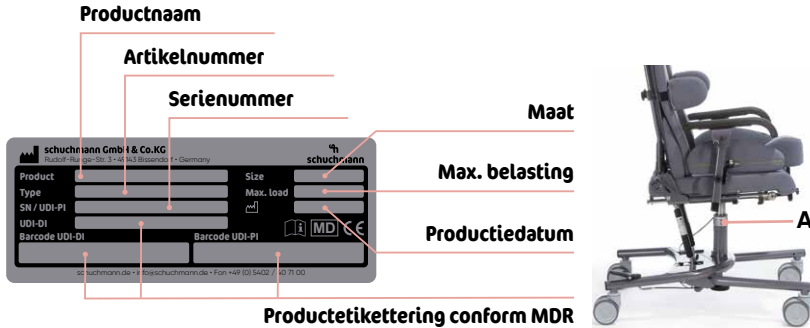 Productnaam
Artikelnummer
Serienummer
Maat
Max. belasting
Productiedatum
schuchmann GmbH & Co.KG
Rudolf-Runge-Str. 3 • 49143 Bissendorf • Germany
schuchmann
Product
Size
Type
Max. load
SN / UDI-PI
UDI-DI
MD CE
Barcode UDI-DI
Barcode UDI-PI
schuchmann.de • info@schuchmann.de • Fon +49 (0) 5402 / 40 71 00
A
Productetikettering conform MDR